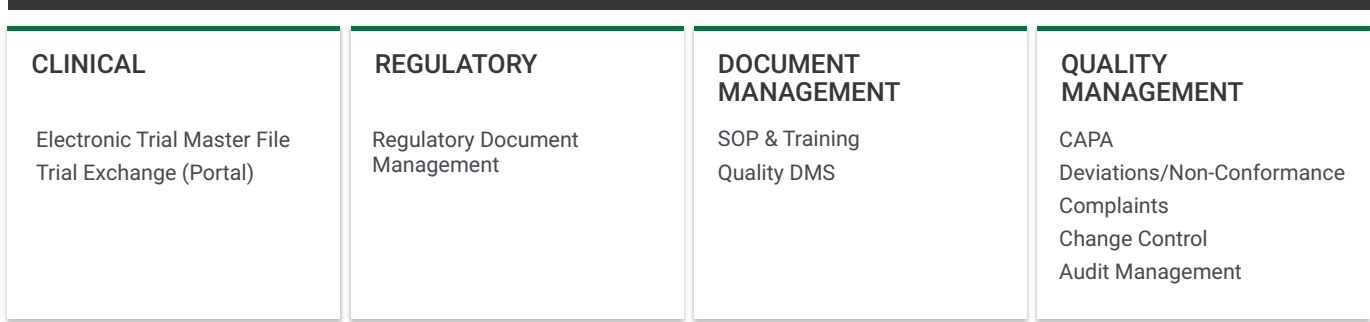 CLINICAL
Electronic Trial Master File
Trial Exchange (Portal)
REGULATORY
Regulatory Document
Management
DOCUMENT
MANAGEMENT
SOP & Training
Quality DMS
QUALITY
MANAGEMENT
CAPA
Deviations/Non-Conformance
Complaints
Change Control
Audit Management